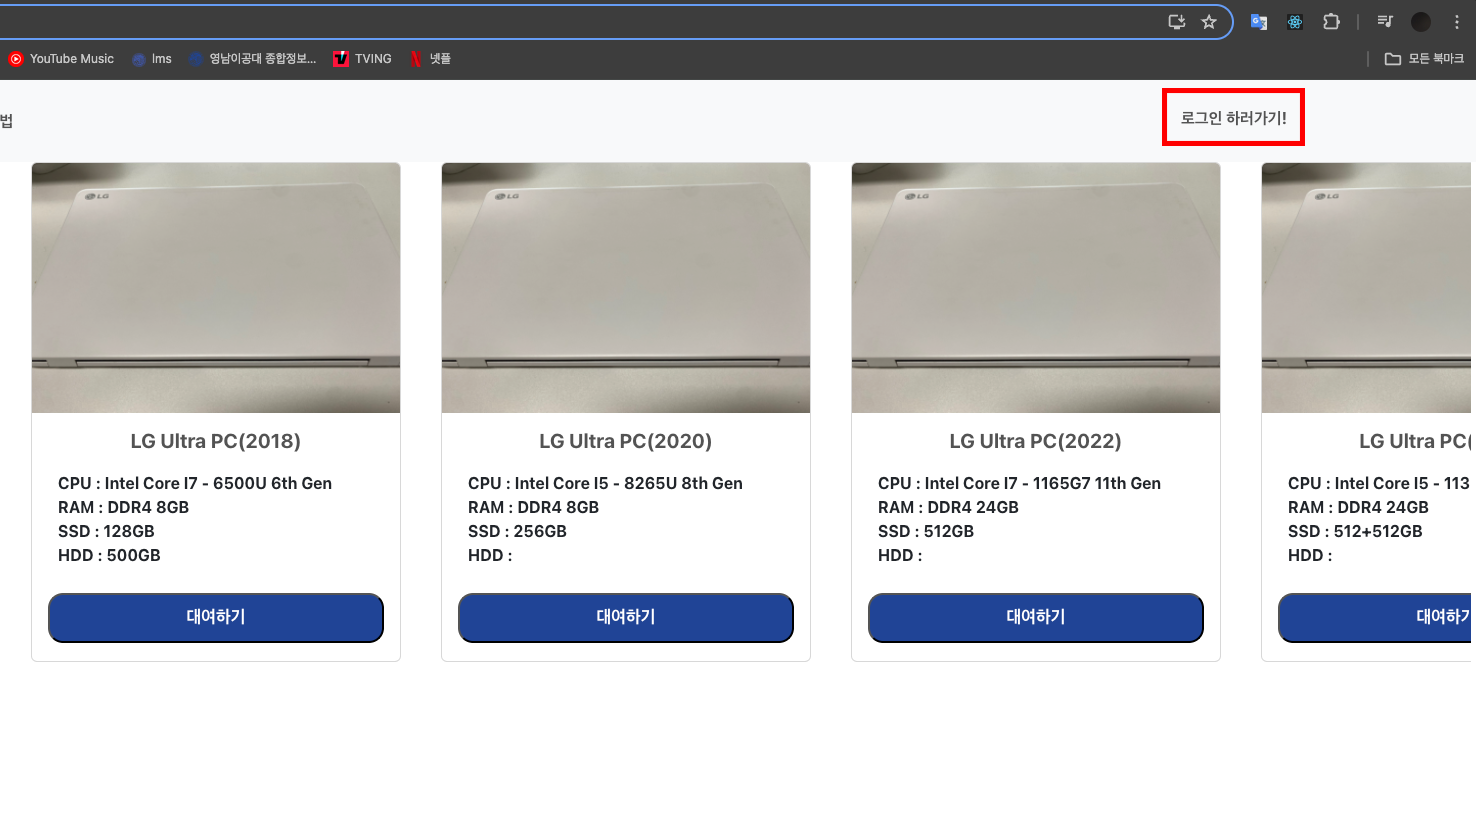 YouTube Music
lms
영남이공대 종합정보...
TVING
넷플
모든 북마크
법
로그인 하러가기!
LG
LG Ultra PC(2018)
CPU : Intel Core I7 - 6500U 6th Gen
RAM : DDR4 8GB
SSD : 128GB
HDD : 500GB
대여하기
LG
LG Ultra PC(2020)
CPU : Intel Core I5 - 8265U 8th Gen
RAM : DDR4 8GB
SSD : 256GB
HDD :
대여하기
LG
LG Ultra PC(2022)
CPU : Intel Core I7 - 1165G7 11th Gen
RAM : DDR4 24GB
SSD : 512GB
HDD :
대여하기
LG
LG Ultra PC(
CPU : Intel Core I5 - 113
RAM : DDR4 24GB
SSD : 512+512GB
HDD :
대여하기